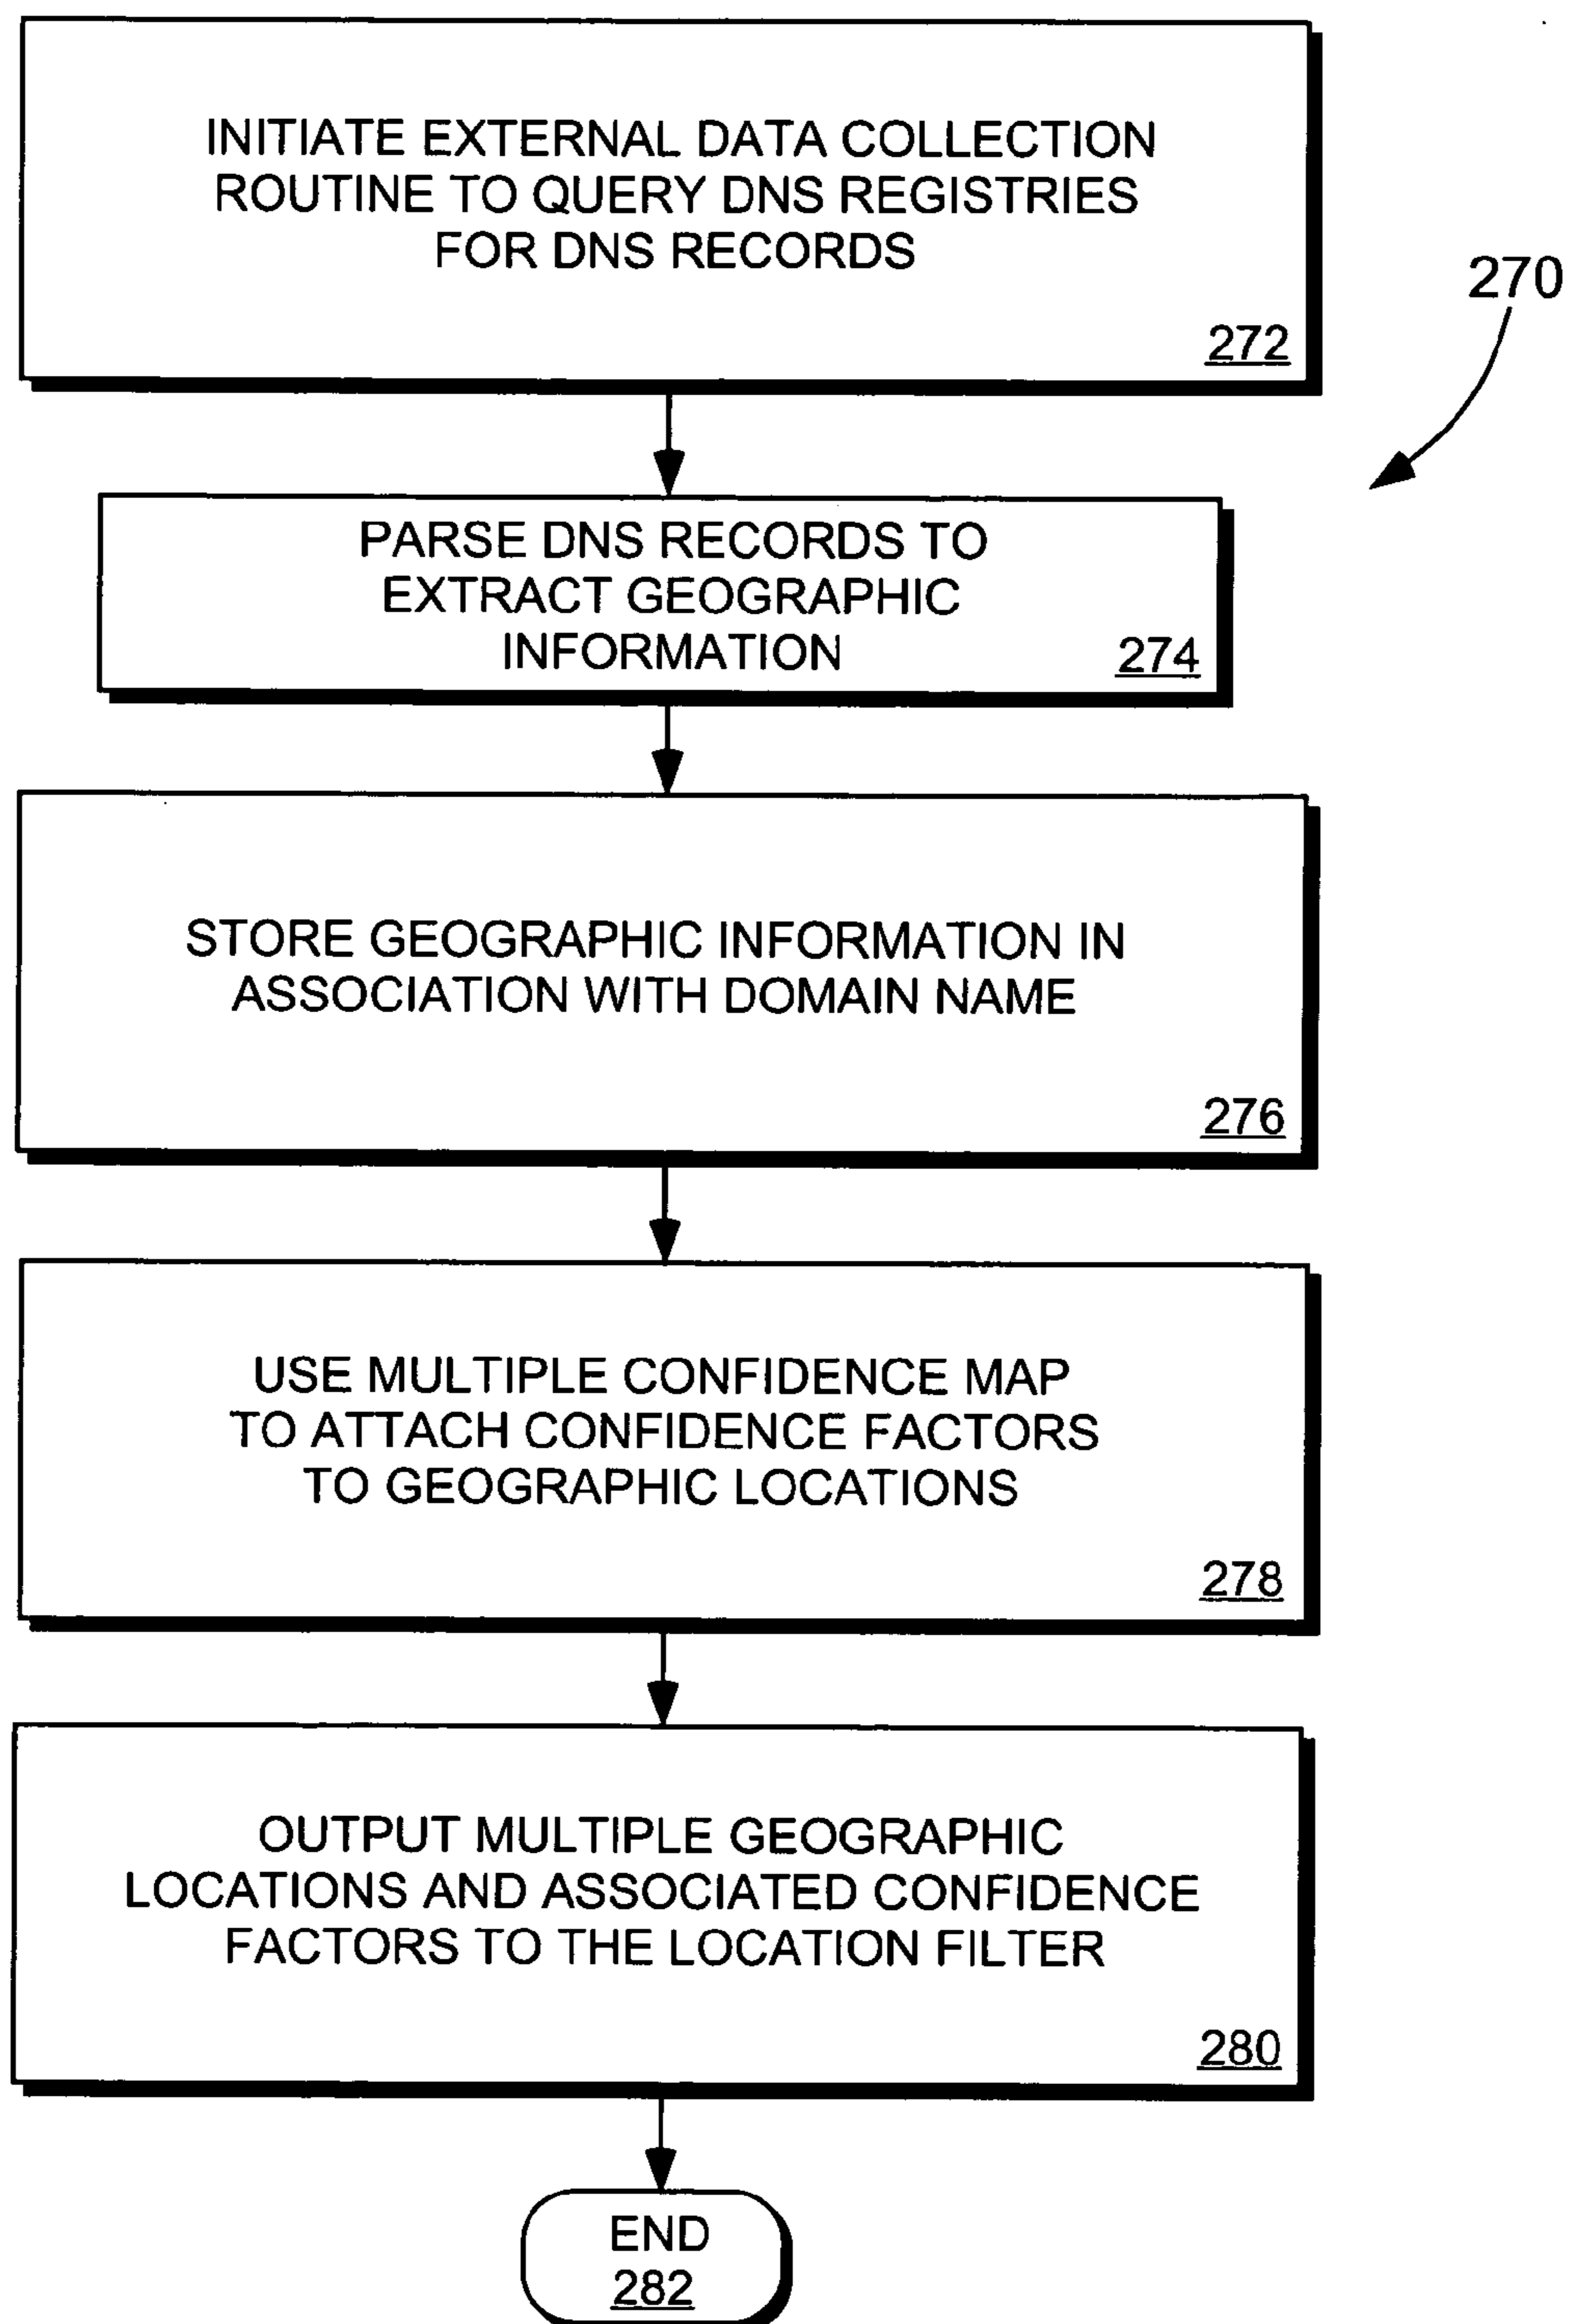 INITIATE EXTERNAL DATA COLLECTION
ROUTINE TO QUERY DNS REGISTRIES
FOR DNS RECORDS
272
270
PARSE DNS RECORDS TO
EXTRACT GEOGRAPHIC
INFORMATION
274
STORE GEOGRAPHIC INFORMATION IN
ASSOCIATION WITH DOMAIN NAME
276
USE MULTIPLE CONFIDENCE MAP
TO ATTACH CONFIDENCE FACTORS
TO GEOGRAPHIC LOCATIONS
278
OUTPUT MULTIPLE GEOGRAPHIC
LOCATIONS AND ASSOCIATED CONFIDENCE
FACTORS TO THE LOCATION FILTER
280
END
282